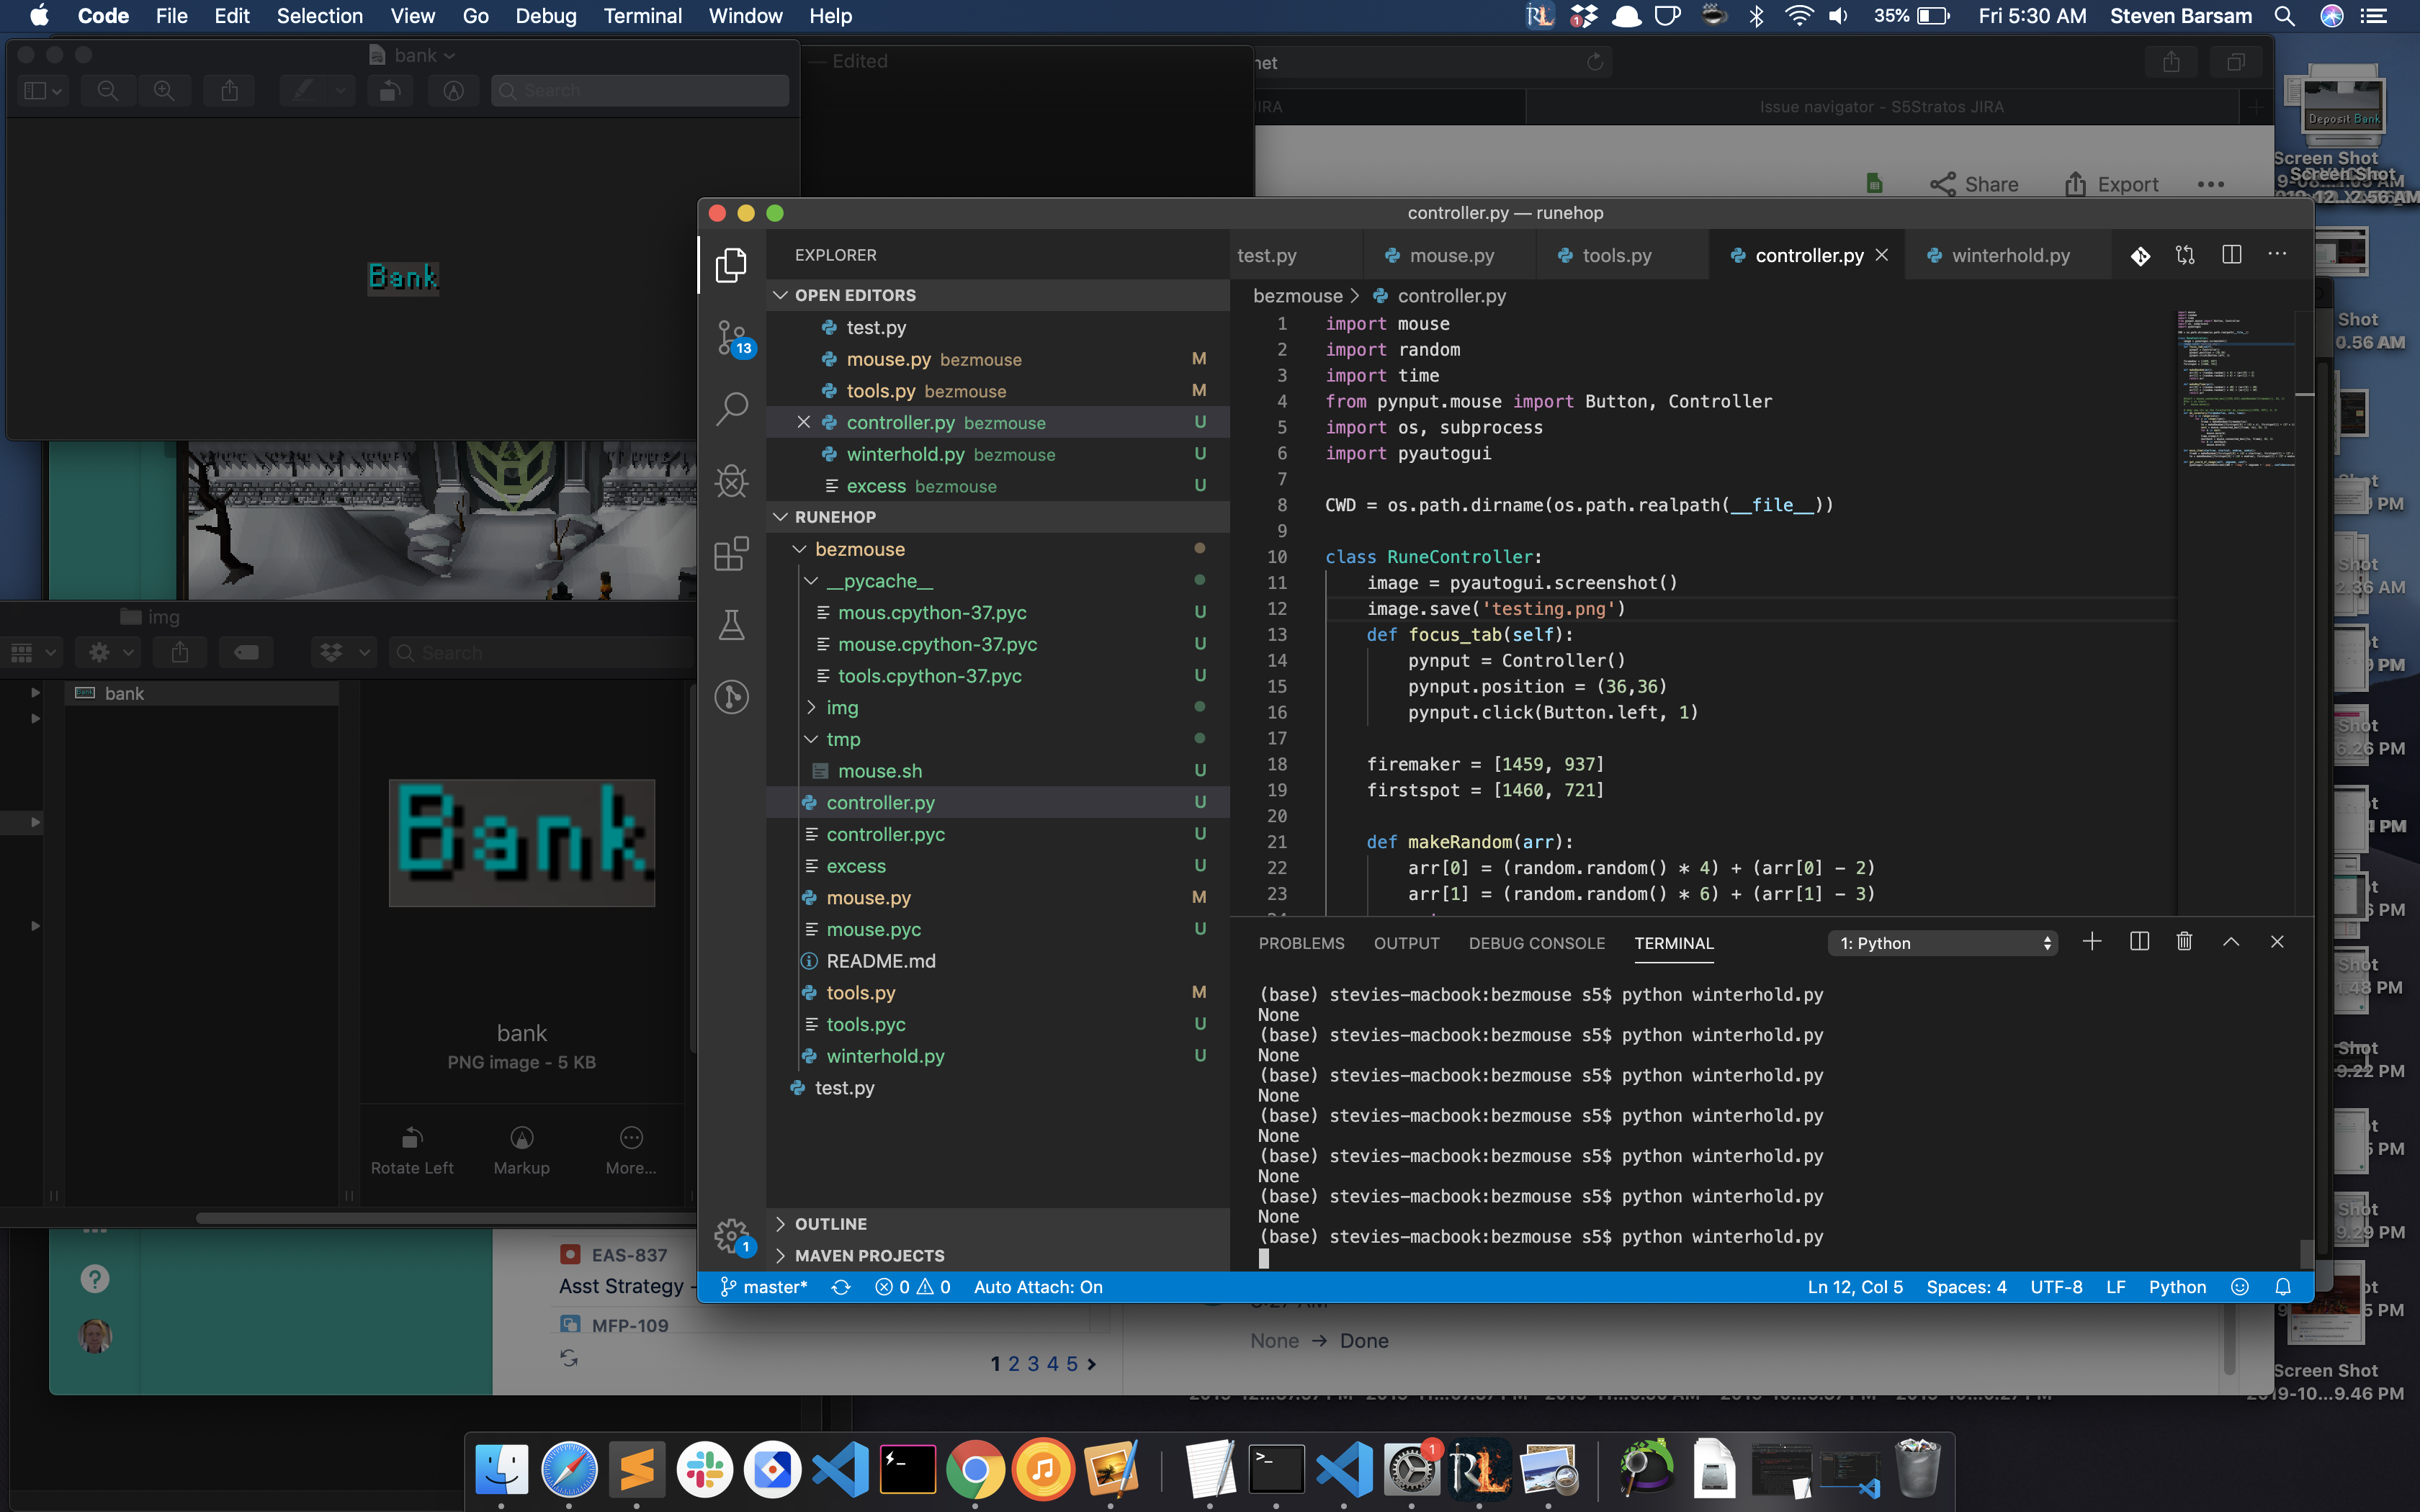 Code File Edit Selection View Go Debug Terminal Window Help
35% Fri 5:30 AM Steven Barsam
bank
Search
— Edited
net
JIRA
Issue navigator - S5Stratos JIRA
Share Export
Deposit Bank
Screen Shot
Bank
controller.py — runehop
EXPLORER
OPEN EDITORS
test.py
mouse.py bezmouse M
tools.py bezmouse M
controller.py bezmouse U
winterhold.py bezmouse U
excess bezmouse U
RUNEHOP
bezmouse
__pycache__
mous.cpython-37.pyc U
mouse.cpython-37.pyc U
tools.cpython-37.pyc U
img
tmp
mouse.sh U
controller.py U
controller.pyc U
excess U
mouse.py M
mouse.pyc U
README.md
tools.py M
tools.pyc U
winterhold.py U
test.py
OUTLINE
MAVEN PROJECTS
13
1
test.py mouse.py tools.py controller.py winterhold.py
bezmouse > controller.py
1 import mouse
2 import random
3 import time
4 from pynput.mouse import Button, Controller
5 import os, subprocess
6 import pyautogui
7
8 CWD = os.path.dirname(os.path.realpath(__file__))
9
10 class RuneController:
11 image = pyautogui.screenshot()
12 image.save('testing.png')
13 def focus_tab(self):
14 pynput = Controller()
15 pynput.position = (36,36)
16 pynput.click(Button.left, 1)
17
18 firemaker = [1459, 937]
19 firstspot = [1460, 721]
20
21 def makeRandom(arr):
22 arr[0] = (random.random() * 4) + (arr[0] - 2)
23 arr[1] = (random.random() * 6) + (arr[1] - 3)
PROBLEMS OUTPUT DEBUG CONSOLE TERMINAL 1: Python
(base) stevies-macbook:bezmouse s5$ python winterhold.py
None
(base) stevies-macbook:bezmouse s5$ python winterhold.py
None
(base) stevies-macbook:bezmouse s5$ python winterhold.py
None
(base) stevies-macbook:bezmouse s5$ python winterhold.py
None
(base) stevies-macbook:bezmouse s5$ python winterhold.py
None
(base) stevies-macbook:bezmouse s5$ python winterhold.py
None
(base) stevies-macbook:bezmouse s5$ python winterhold.py
master* 0 0 Auto Attach: On Ln 12, Col 5 Spaces: 4 UTF-8 LF Python
img
Search
bank
Bank
bank
PNG image - 5 KB
Rotate Left Markup More...
EAS-837
Asst Strategy -
MFP-109
1 2 3 4 5
None → Done
Screen Shot
2019-10...9.46 PM
1
RL